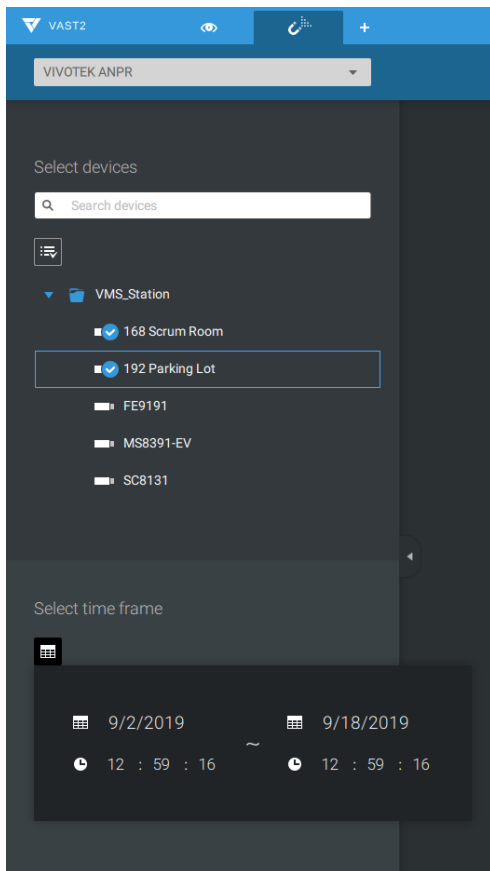 VAST2
+
VIVOTEK ANPR
Select devices
Search devices
VMS_Station
168 Scrum Room
192 Parking Lot
FE9191
MS8391-EV
SC8131
Select time frame
9/2/2019 ~ 9/18/2019
12 : 59 : 16 12 : 59 : 16